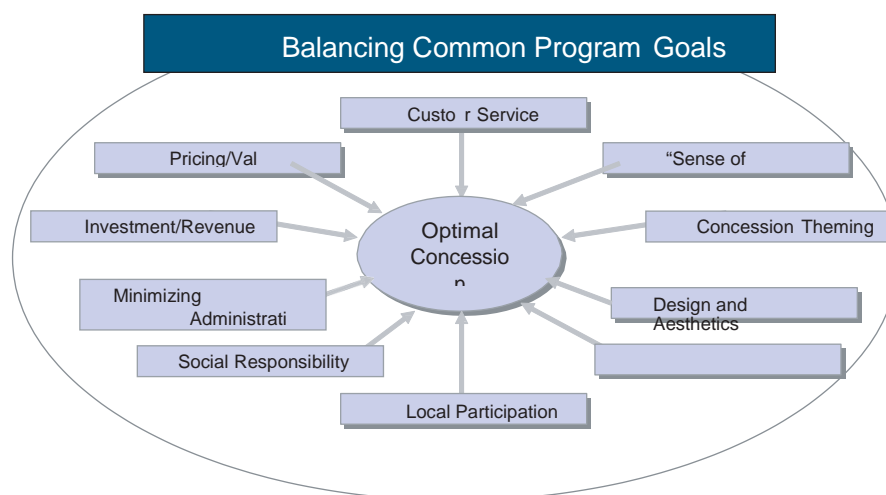 Balancing Common Program Goals
Custo r Service
Pricing/Val
“Sense of
Investment/Revenue
Concession Theming
Optimal
Concessio
n
Minimizing
Administrati
Design and
Aesthetics
Social Responsibility
Local Participation